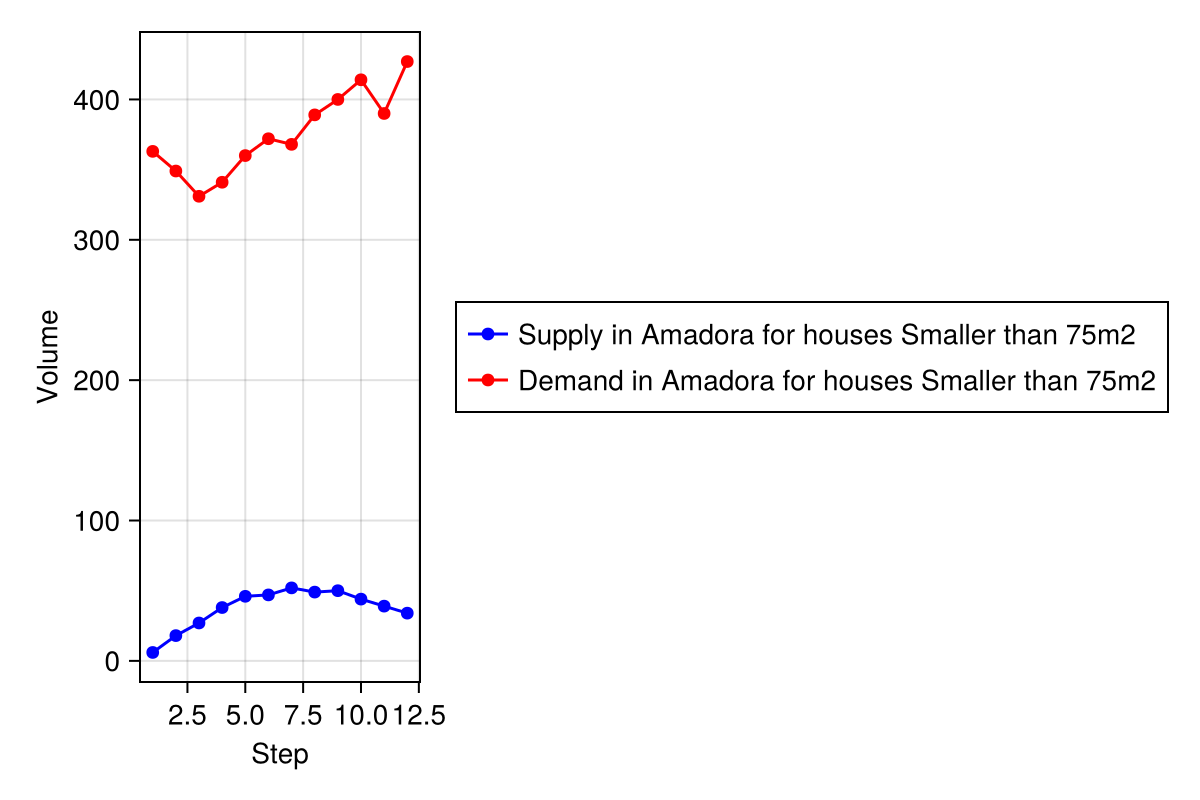 400
300
200
100
0
Volume
2.5 5.0 7.5 10.0 12.5
Step
Supply in Amadora for houses Smaller than 75m2
Demand in Amadora for houses Smaller than 75m2